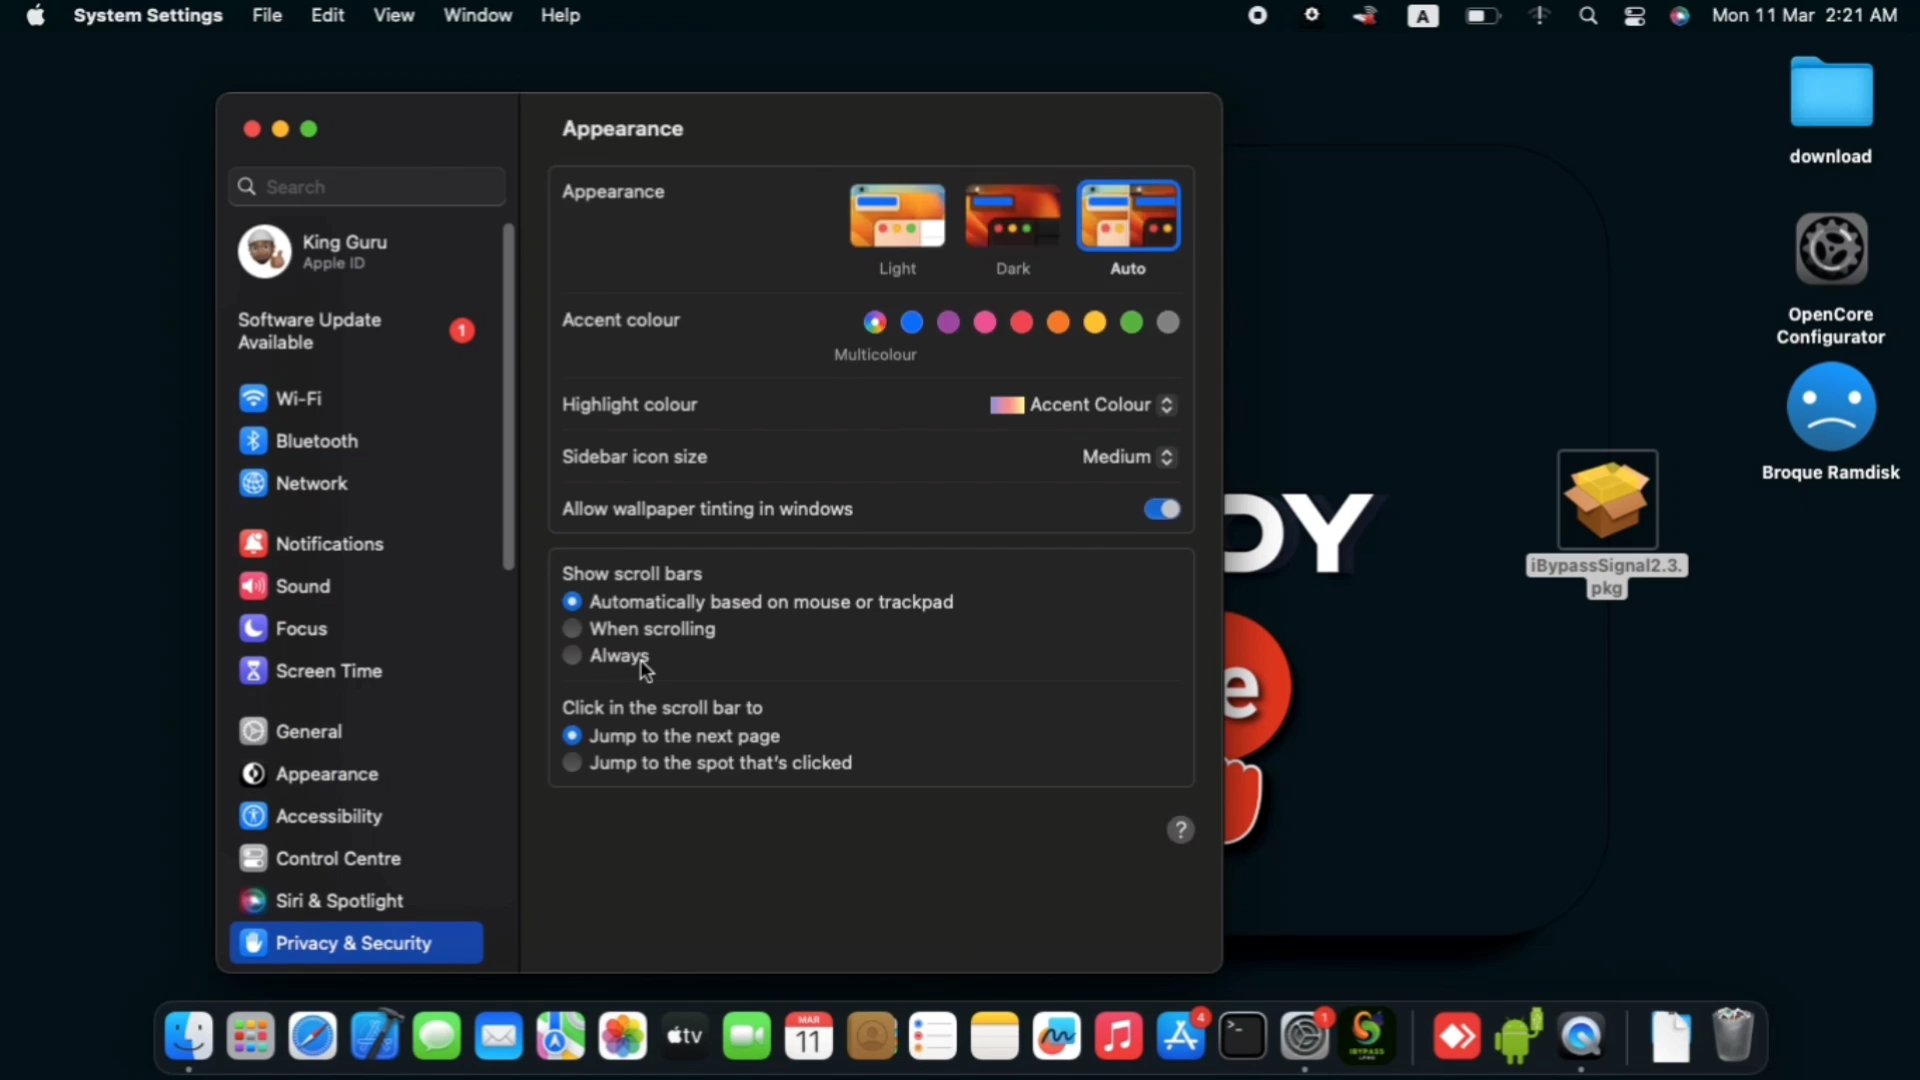 System Settings File Edit View Window Help
A
Mon 11 Mar 2:21 AM
Appearance
Search
King Guru
Apple ID
Software Update
Available
1
Wi-Fi
Bluetooth
Network
Notifications
Sound
Focus
Screen Time
General
Appearance
Accessibility
Control Centre
Siri & Spotlight
Privacy & Security
Appearance
Light
Dark
Auto
Accent colour
Multicolour
Highlight colour
Accent Colour
Sidebar icon size
Medium
Allow wallpaper tinting in windows
Show scroll bars
Automatically based on mouse or trackpad
When scrolling
Always
Click in the scroll bar to
Jump to the next page
Jump to the spot that's clicked
?
DY
e
download
OpenCore
Configurator
Broque Ramdisk
iBypassSignal2.3.
pkg
tv
MAR
11
4
>_
1
IBYPASS